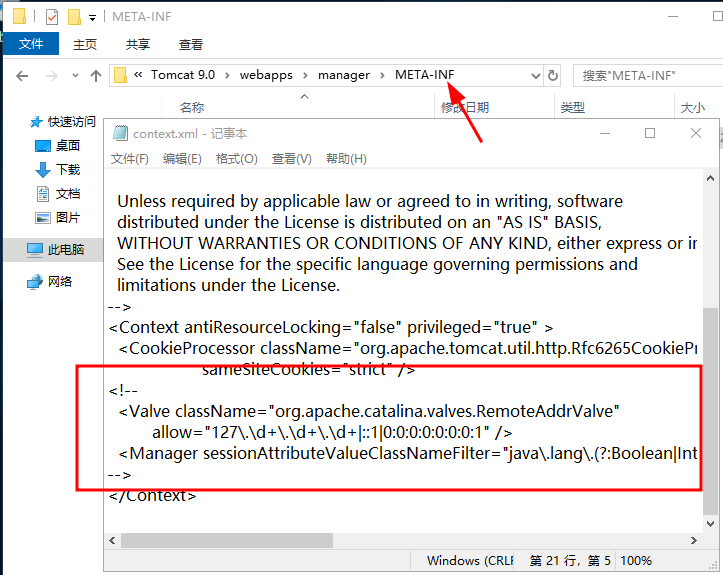 META-INF
文件 主页 共享 查看
« Tomcat 9.0 › webapps › manager › META-INF 搜索"META-INF"
名称 修改日期 类型 大小
快速访问
桌面
下载
文档
图片
此电脑
网络
context.xml - 记事本
文件(F) 编辑(E) 格式(O) 查看(V) 帮助(H)
Unless required by applicable law or agreed to in writing, software
distributed under the License is distributed on an "AS IS" BASIS,
WITHOUT WARRANTIES OR CONDITIONS OF ANY KIND, either express or im
See the License for the specific language governing permissions and
limitations under the License.
-->
<Context antiResourceLocking="false" privileged="true" >
<CookieProcessor className="org.apache.tomcat.util.http.Rfc6265CookiePr
sameSiteCookies="strict" />
<!--
<Valve className="org.apache.catalina.valves.RemoteAddrValve"
allow="127\.\d+\.\d+\.\d+|::1|0:0:0:0:0:0:0:1" />
<Manager sessionAttributeValueClassNameFilter="java\.lang\.(?:Boolean|Int
-->
</Context>
Windows (CRLF 第 21 行，第 5 100%